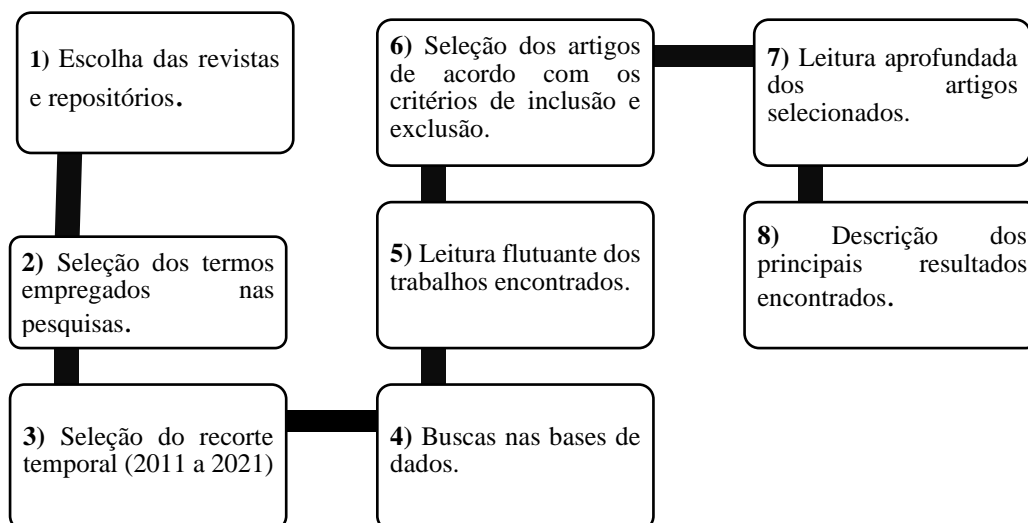 1) Escolha das revistas
e repositórios.
2) Seleção dos termos
empregados nas
pesquisas.
3) Seleção do recorte
temporal (2011 a 2021)
4) Buscas nas bases de
dados.
5) Leitura flutuante dos
trabalhos encontrados.
6) Seleção dos artigos
de acordo com os
critérios de inclusão e
exclusão.
7) Leitura aprofundada
dos artigos
selecionados.
8) Descrição dos
principais resultados
encontrados.